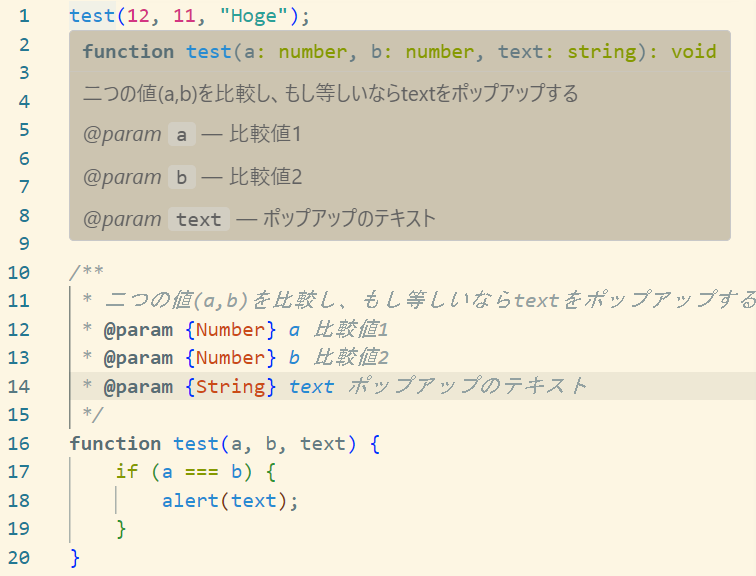 1 test(12, 11, "Hoge");
2 function test(a: number, b: number, text: string): void
3 二つの値(a,b)を比較し、もし等しいならtextをポップアップする
4
5 @param a — 比較値1
6
7 @param b — 比較値2
8 @param text — ポップアップのテキスト
9
10 /**
11 * 二つの値(a,b)を比較し、もし等しいならtextをポップアップする
12 * @param {Number} a 比較値1
13 * @param {Number} b 比較値2
14 * @param {String} text ポップアップのテキスト
15 */
16 function test(a, b, text) {
17 if (a === b) {
18 alert(text);
19 }
20 }